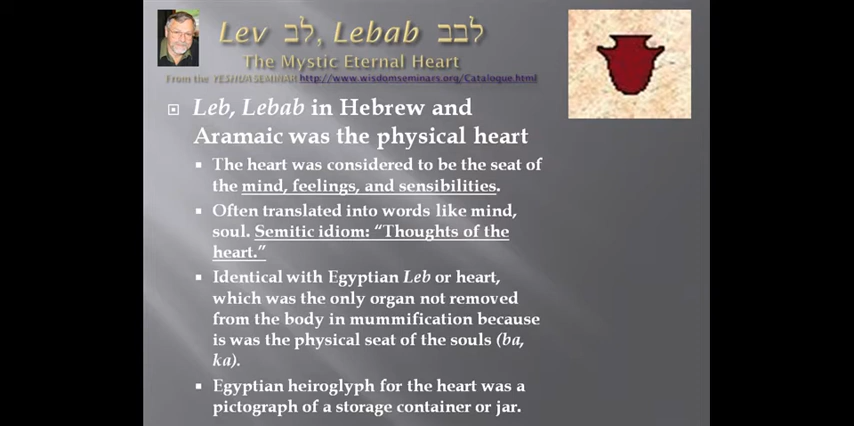 Lev לב, Lebab לבב
The Mystic Eternal Heart
From the YESHUA SEMINAR http://www.wisdomseminars.org/Catalogue.html
Leb, Lebab in Hebrew and
Aramaic was the physical heart
The heart was considered to be the seat of
the mind, feelings, and sensibilities.
Often translated into words like mind,
soul. Semitic idiom: “Thoughts of the
heart.”
Identical with Egyptian Leb or heart,
which was the only organ not removed
from the body in mummification because
is was the physical seat of the souls (ba,
ka).
Egyptian heiroglyph for the heart was a
pictograph of a storage container or jar.